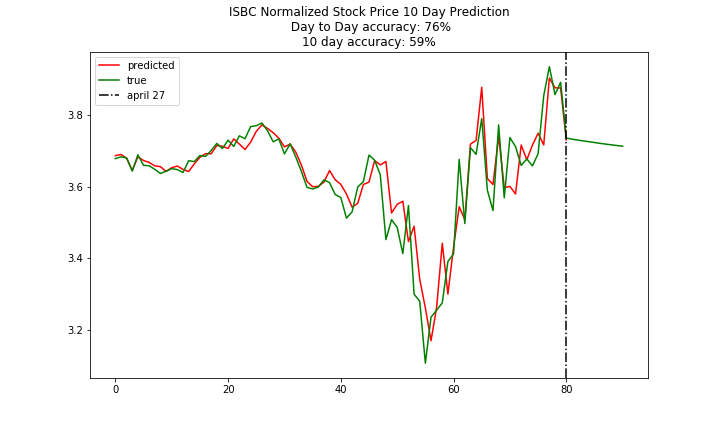 ISBC Normalized Stock Price 10 Day Prediction
Day to Day accuracy: 76%
10 day accuracy: 59%
predicted
true
april 27
3.8
3.6
3.4
3.2
0
20
40
60
80